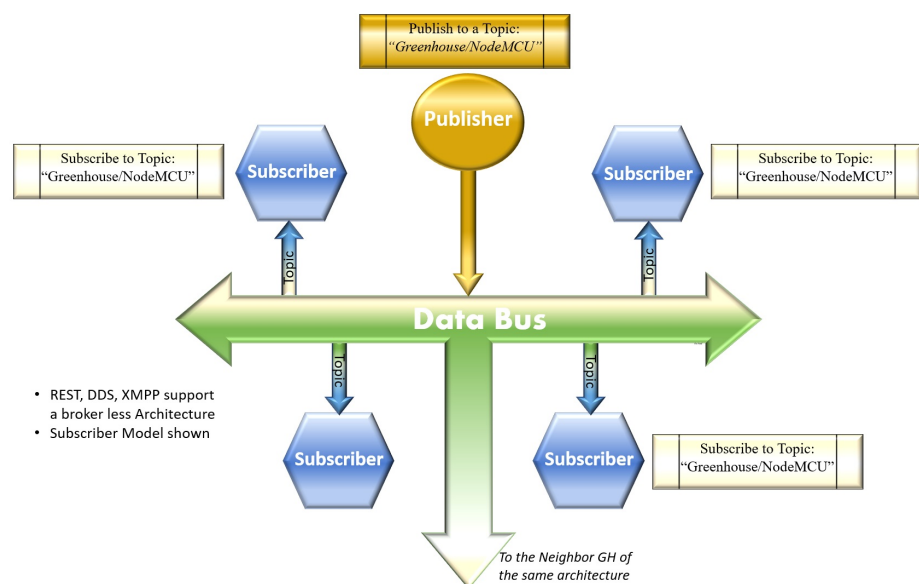 Publish to a Topic:
“Greenhouse/NodeMCU”
Publisher
Subscribe to Topic:
“Greenhouse/NodeMCU”
Subscriber
Subscriber
Subscribe to Topic:
“Greenhouse/NodeMCU”
Topic
Topic
Data Bus
Topic
Topic
• REST, DDS, XMPP support
a broker less Architecture
• Subscriber Model shown
Subscriber
Subscriber
Subscribe to Topic:
“Greenhouse/NodeMCU”
To the Neighbor GH of
the same architecture